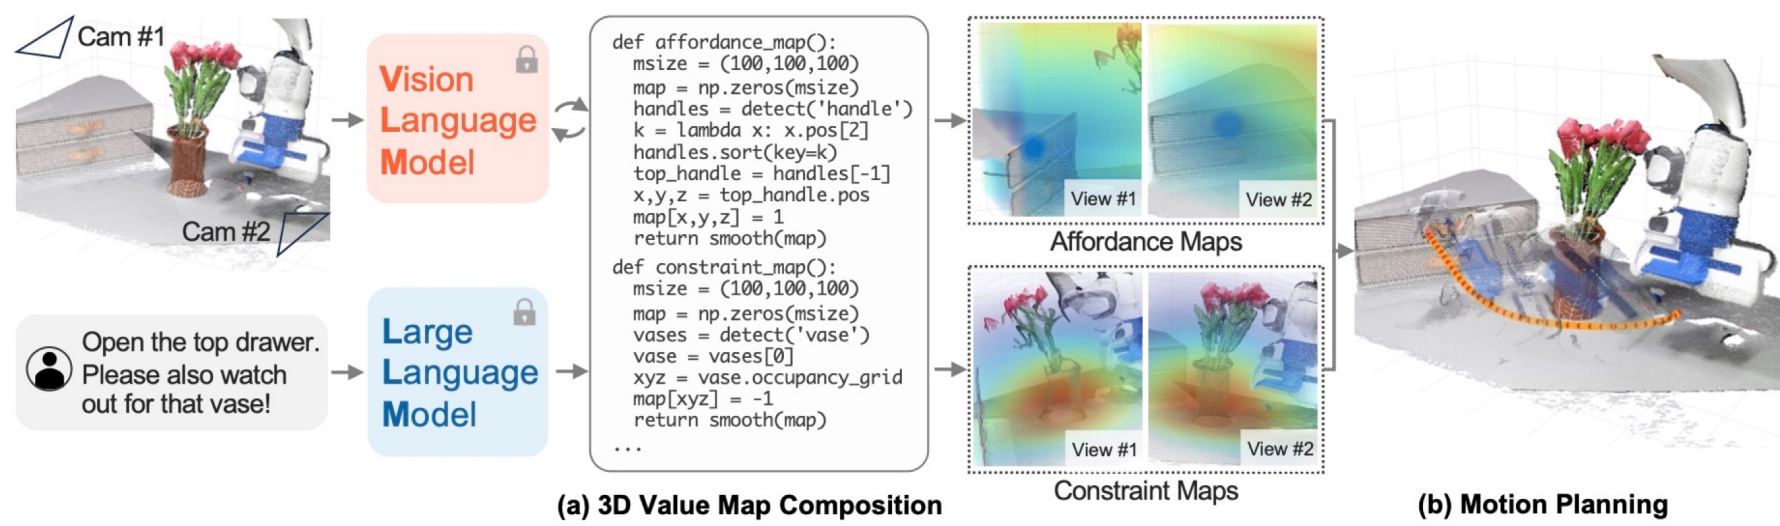 Cam #1
Cam #2
Open the top drawer.
Please also watch
out for that vase!
Vision
Language
Model
Large
Language
Model
def affordance_map():
  msize = (100,100,100)
  map = np.zeros(msize)
  handles = detect('handle')
  k = lambda x: x.pos[2]
  handles.sort(key=k)
  top_handle = handles[-1]
  x,y,z = top_handle.pos
  map[x,y,z] = 1
  return smooth(map)
def constraint_map():
  msize = (100,100,100)
  map = np.zeros(msize)
  vases = detect('vase')
  vase = vases[0]
  xyz = vase.occupancy_grid
  map[xyz] = -1
  return smooth(map)
...
View #1
View #2
Affordance Maps
View #1
View #2
Constraint Maps
(a) 3D Value Map Composition
(b) Motion Planning